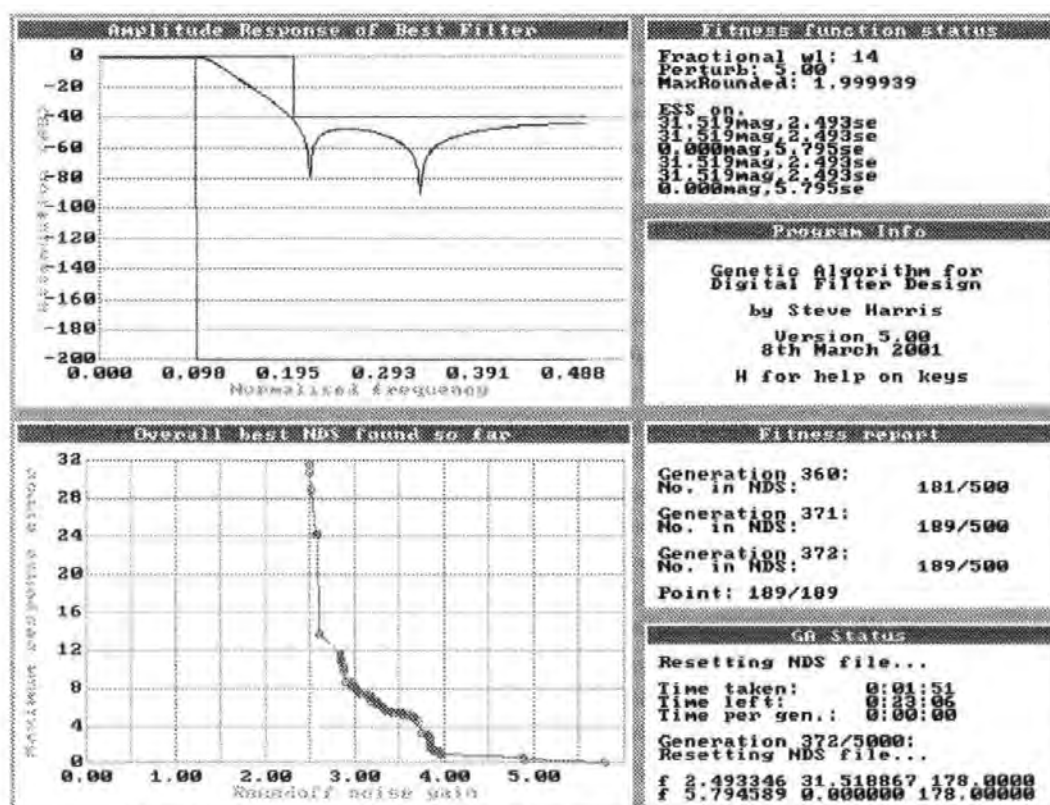 Amplitude Response of Best Filter
0
-20
-40
-60
-80
-100
-120
-140
-160
-180
-200
0.000 0.098 0.195 0.293 0.391 0.488
Normalised frequency
Fitness function status
Fractional wl: 14
Perturb: 5.00
MaxRounded: 1.999939
ESS on.
31.519mag,2.493se
31.519mag,2.493se
0.000mag,5.795se
31.519mag,2.493se
31.519mag,2.493se
0.000mag,5.795se
Program Info
Genetic Algorithm for
Digital Filter Design
by Steve Harris
Version 5.00
8th March 2001
H for help on keys
Overall best NDS found so far
Maximum response error
32
28
24
20
16
12
8
4
0
0.00 1.00 2.00 3.00 4.00 5.00
Roundoff noise gain
Fitness report
Generation 360:
No. in NDS: 181/500
Generation 371:
No. in NDS: 189/500
Generation 372:
No. in NDS: 189/500
Point: 189/189
GA Status
Resetting NDS file...
Time taken: 0:01:51
Time left: 0:23:06
Time per gen.: 0:00:00
Generation 372/5000:
Resetting NDS file...
f 2.493346 31.518867 178.0000
f 5.794589 0.000000 178.0000